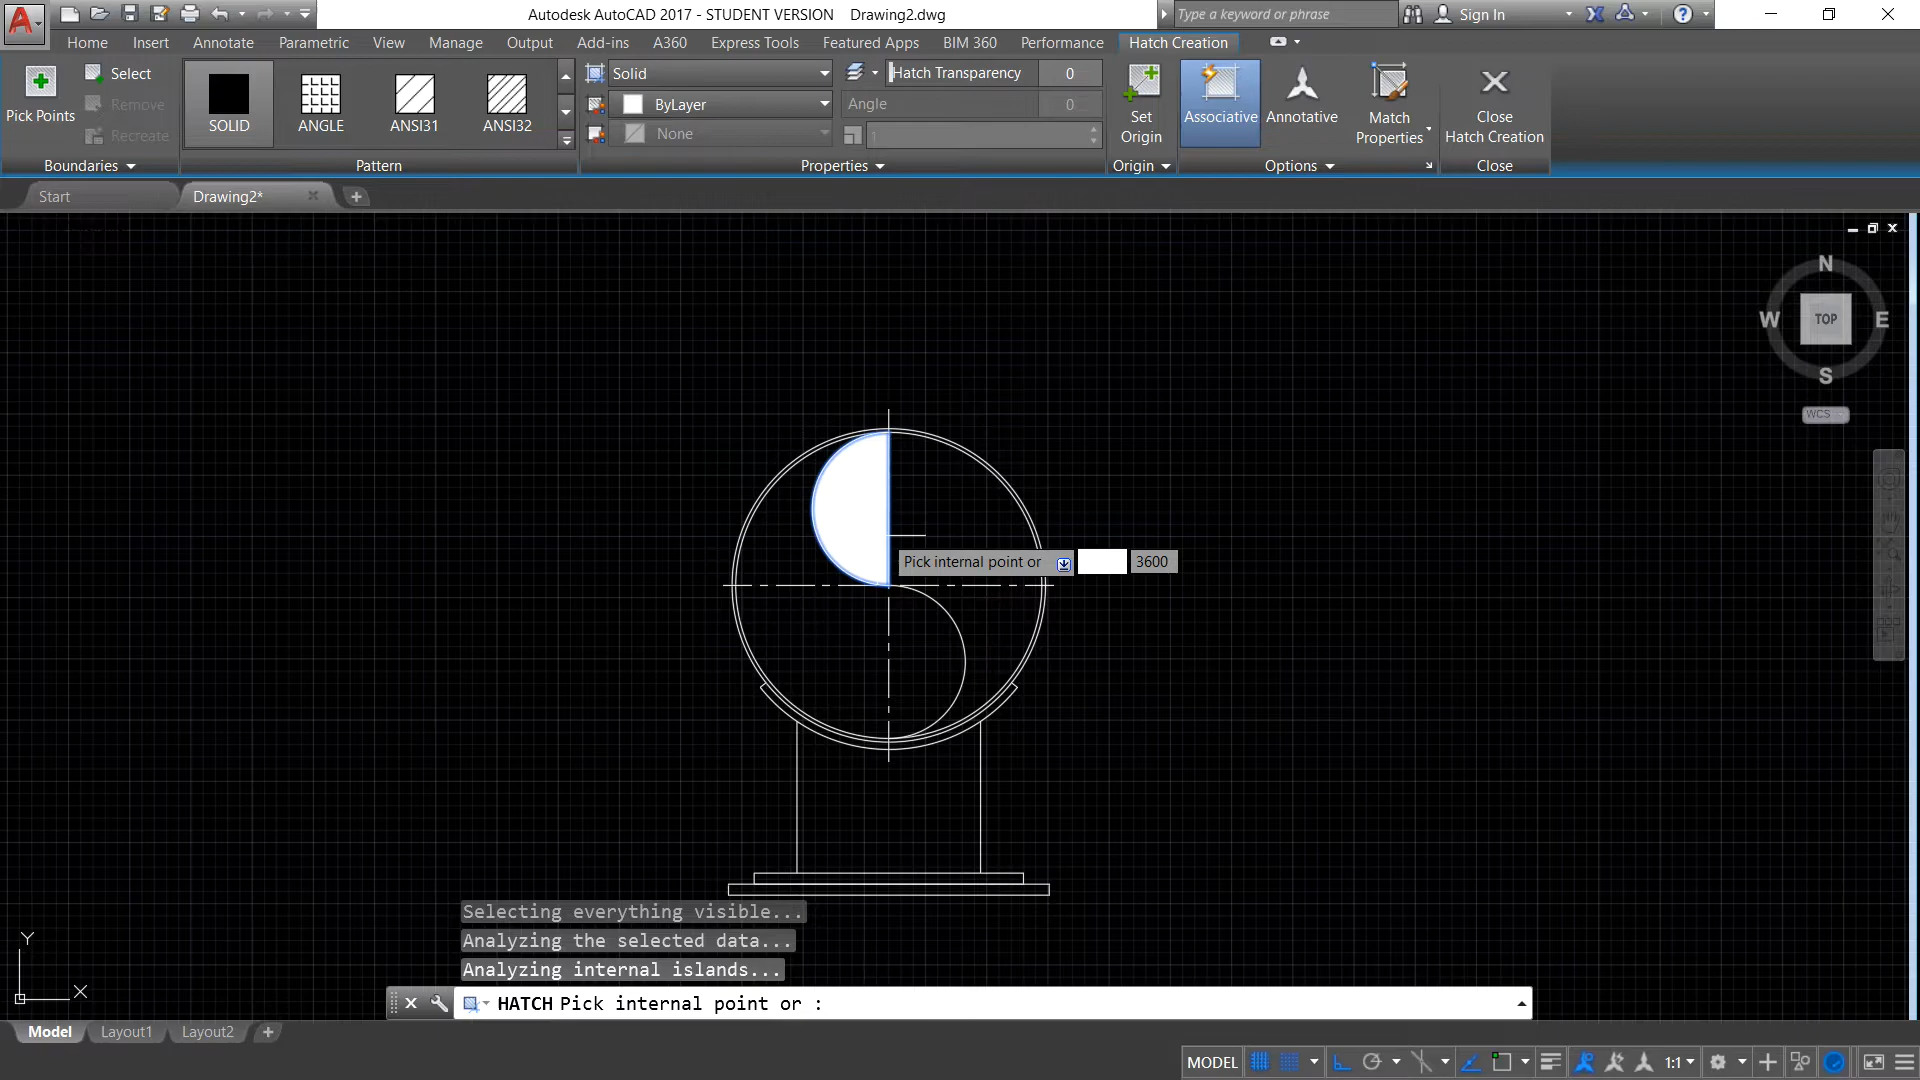 Autodesk AutoCAD 2017 - STUDENT VERSION    Drawing2.dwg
Type a keyword or phrase
Sign In
Home Insert Annotate Parametric View Manage Output Add-ins A360 Express Tools Featured Apps BIM 360 Performance Hatch Creation
Pick Points
Select
Remove
Recreate
SOLID
ANGLE
ANSI31
ANSI32
Solid
ByLayer
None
Hatch Transparency 0
Angle 0
1
Set Origin
Associative
Annotative
Match Properties
Close Hatch Creation
Boundaries
Pattern
Properties
Origin
Options
Close
Start
Drawing2*
N
W
TOP
E
S
WCS
Pick internal point or
3600
Selecting everything visible...
Analyzing the selected data...
Analyzing internal islands...
Y
X
HATCH Pick internal point or :
Model Layout1 Layout2
MODEL
1:1